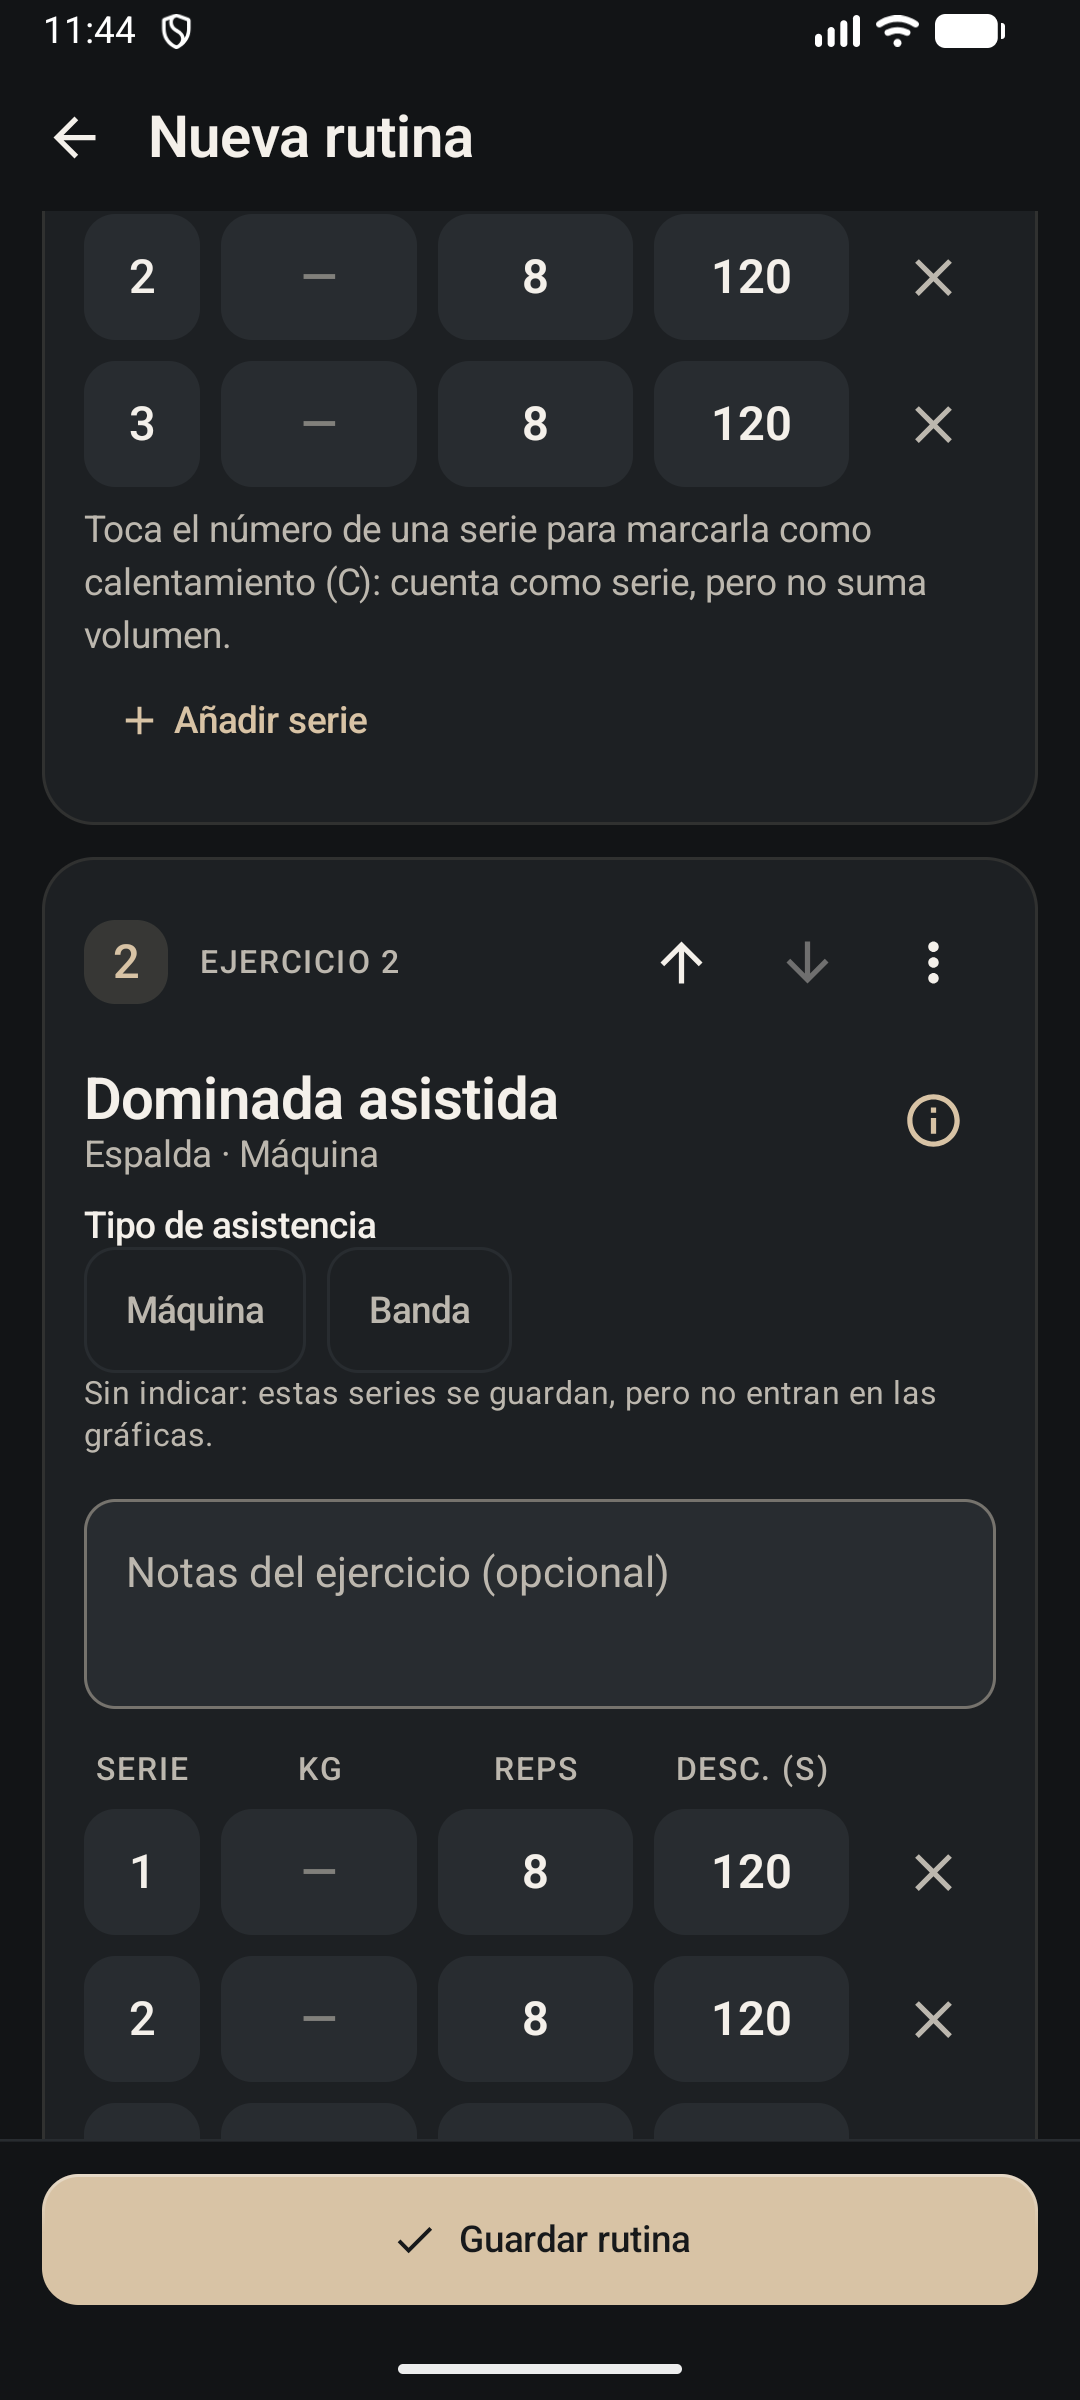 11:44
Nueva rutina
2 – 8 120
3 – 8 120
Toca el número de una serie para marcarla como
calentamiento (C): cuenta como serie, pero no suma
volumen.
+ Añadir serie
2 EJERCICIO 2
Dominada asistida
Espalda · Máquina
Tipo de asistencia
Máquina Banda
Sin indicar: estas series se guardan, pero no entran en las
gráficas.
Notas del ejercicio (opcional)
SERIE KG REPS DESC. (S)
1 – 8 120
2 – 8 120
Guardar rutina